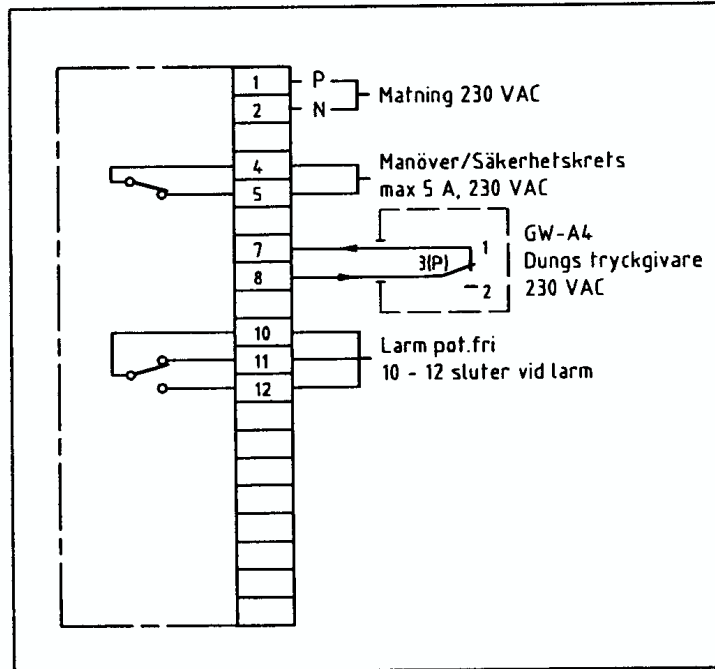 1 P
2 N
Matning 230 VAC
4
5
Manöver/Säkerhetskrets
max 5 A, 230 VAC
7
8
3(P)
1
2
GW-A4
Dungs tryckgivare
230 VAC
10
11
12
Larm pot.fri
10 - 12 sluter vid larm